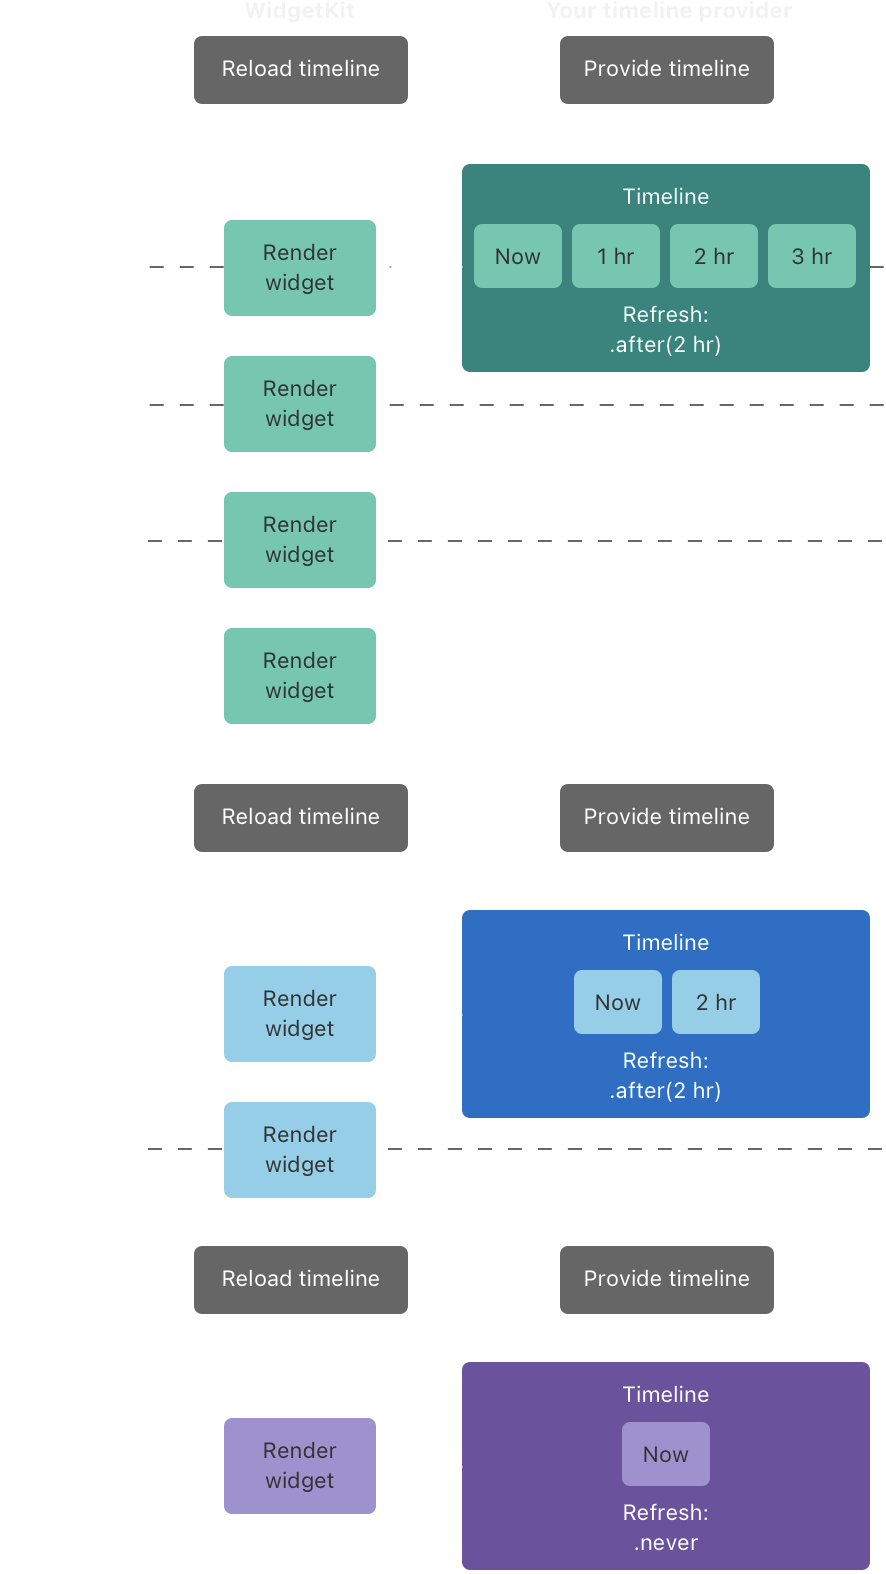 WidgetKit
Your timeline provider
Reload timeline
Provide timeline
Timeline
Now
1 hr
2 hr
3 hr
Refresh:
.after(2 hr)
Render
widget
Render
widget
Render
widget
Render
widget
Reload timeline
Provide timeline
Timeline
Now
2 hr
Refresh:
.after(2 hr)
Render
widget
Render
widget
Reload timeline
Provide timeline
Timeline
Now
Refresh:
.never
Render
widget